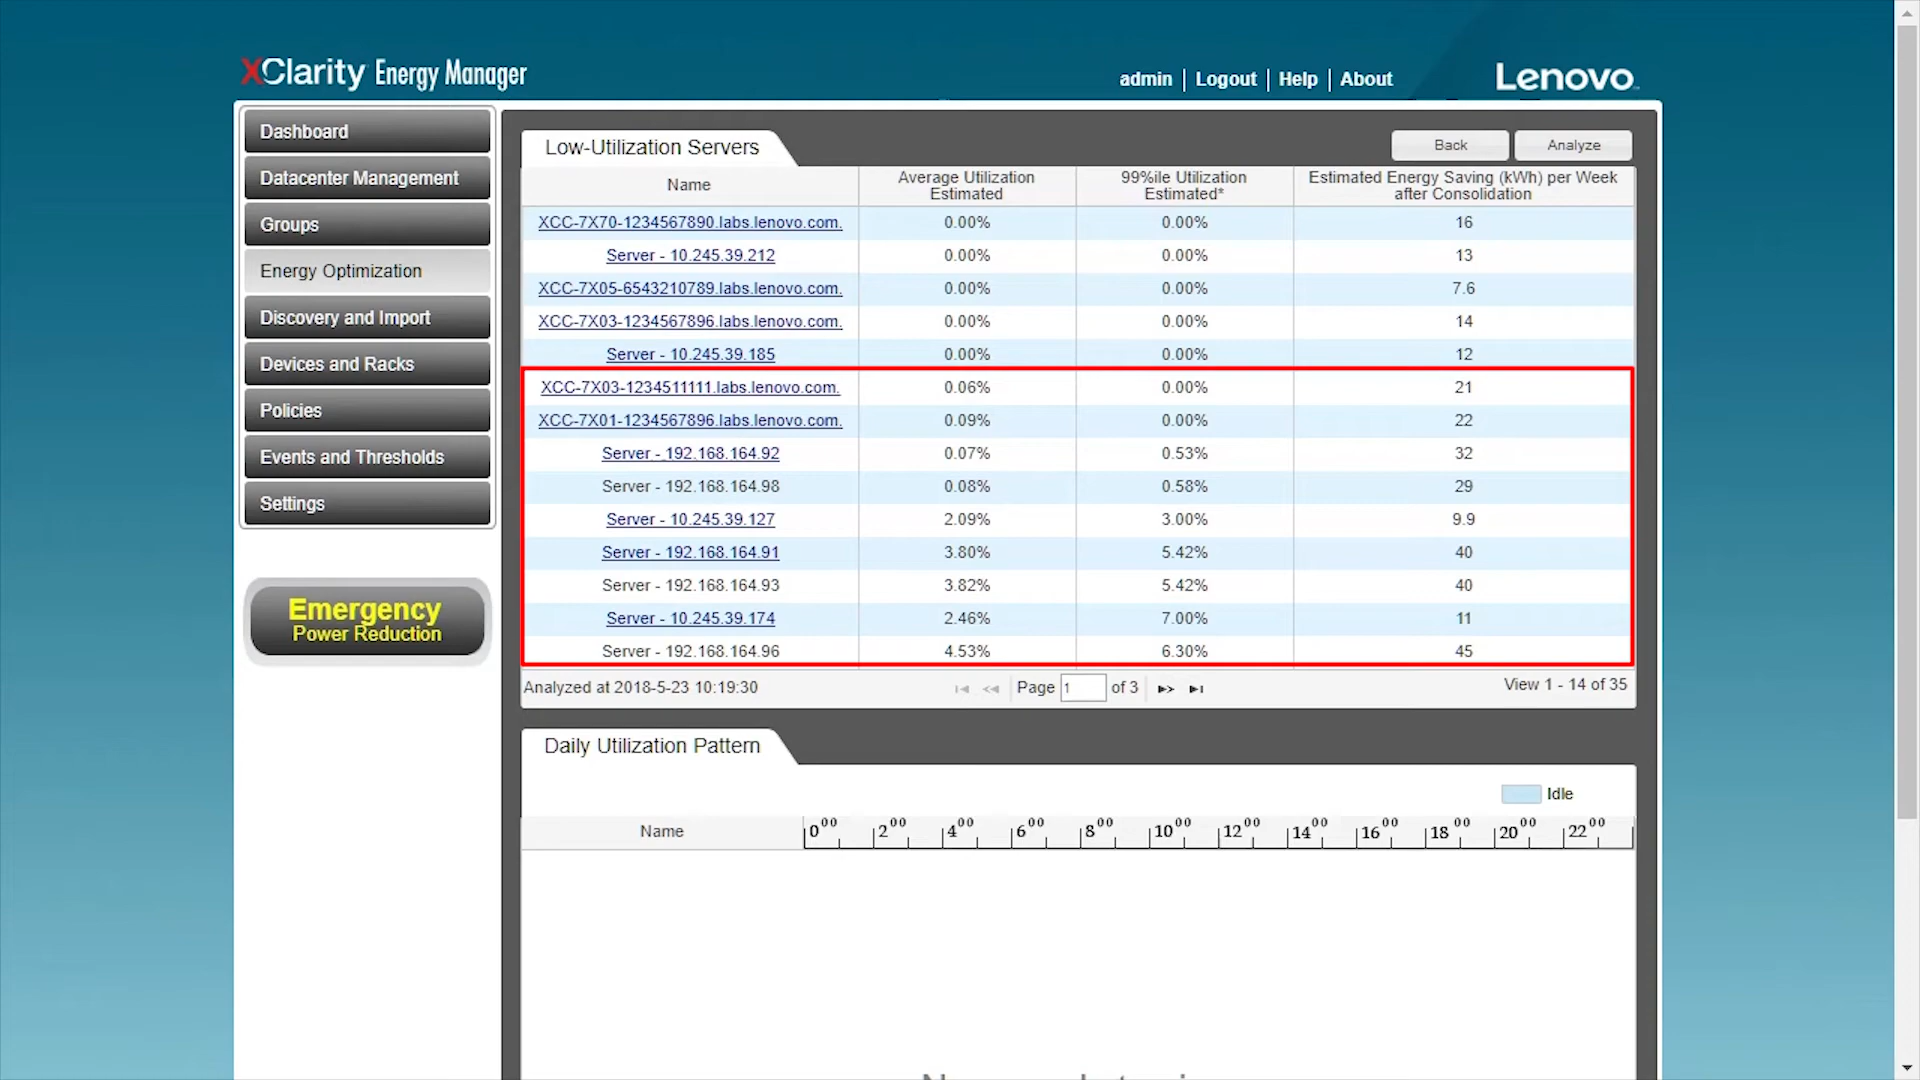 XClarity Energy Manager
admin | Logout | Help | About
Lenovo
Dashboard
Datacenter Management
Groups
Energy Optimization
Discovery and Import
Devices and Racks
Policies
Events and Thresholds
Settings
Emergency
Power Reduction
Low-Utilization Servers
Back
Analyze
Name
Average Utilization
Estimated
99%ile Utilization
Estimated*
Estimated Energy Saving (kWh) per Week
after Consolidation
XCC-7X70-1234567890.labs.lenovo.com. 0.00% 0.00% 16
Server - 10.245.39.212 0.00% 0.00% 13
XCC-7X05-6543210789.labs.lenovo.com. 0.00% 0.00% 7.6
XCC-7X03-1234567896.labs.lenovo.com. 0.00% 0.00% 14
Server - 10.245.39.185 0.00% 0.00% 12
XCC-7X03-1234511111.labs.lenovo.com. 0.06% 0.00% 21
XCC-7X01-1234567896.labs.lenovo.com. 0.09% 0.00% 22
Server - 192.168.164.92 0.07% 0.53% 32
Server - 192.168.164.98 0.08% 0.58% 29
Server - 10.245.39.127 2.09% 3.00% 9.9
Server - 192.168.164.91 3.80% 5.42% 40
Server - 192.168.164.93 3.82% 5.42% 40
Server - 10.245.39.174 2.46% 7.00% 11
Server - 192.168.164.96 4.53% 6.30% 45
Analyzed at 2018-5-23 10:19:30
Page 1 of 3
View 1 - 14 of 35
Daily Utilization Pattern
Idle
Name
0 00 2 00 4 00 6 00 8 00 10 00 12 00 14 00 16 00 18 00 20 00 22 00